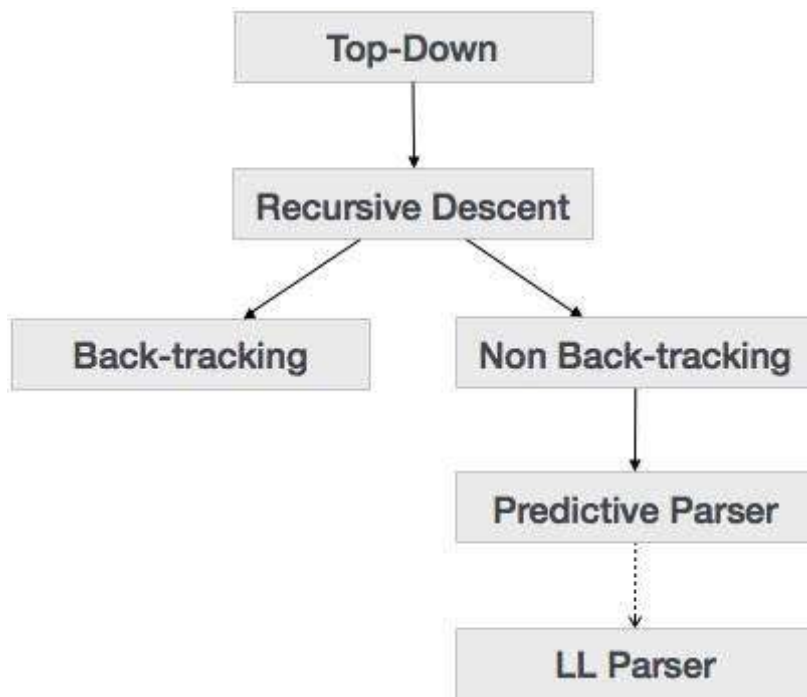 Top-Down
Recursive Descent
Back-tracking
Non Back-tracking
Predictive Parser
LL Parser